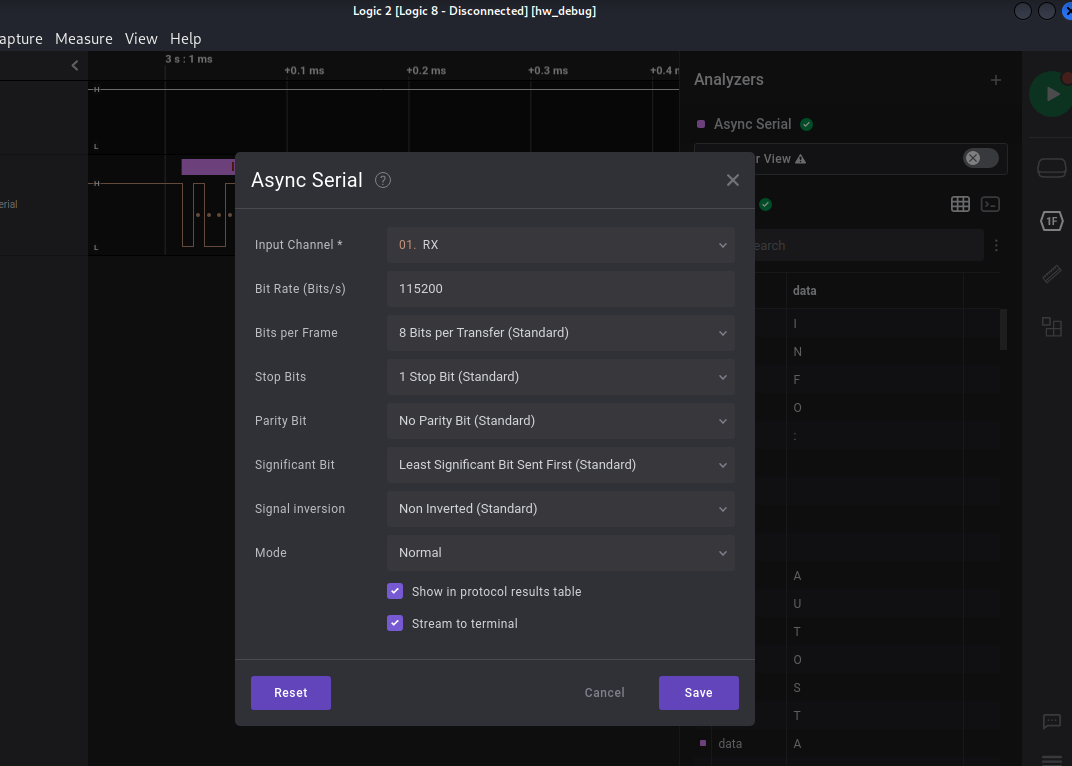 Logic 2 [Logic 8 - Disconnected] [hw_debug]
apture Measure View Help
3 s : 1 ms
+0.1 ms
+0.2 ms
+0.3 ms
+0.4 m
Analyzers
H
L
Async Serial
r View
H
L
erial
1F
earch
data
I
N
F
O
:
A
U
T
O
S
T
data A
Async Serial ?
Input Channel * 01. RX
Bit Rate (Bits/s) 115200
Bits per Frame 8 Bits per Transfer (Standard)
Stop Bits 1 Stop Bit (Standard)
Parity Bit No Parity Bit (Standard)
Significant Bit Least Significant Bit Sent First (Standard)
Signal inversion Non Inverted (Standard)
Mode Normal
Show in protocol results table
Stream to terminal
Reset Cancel Save